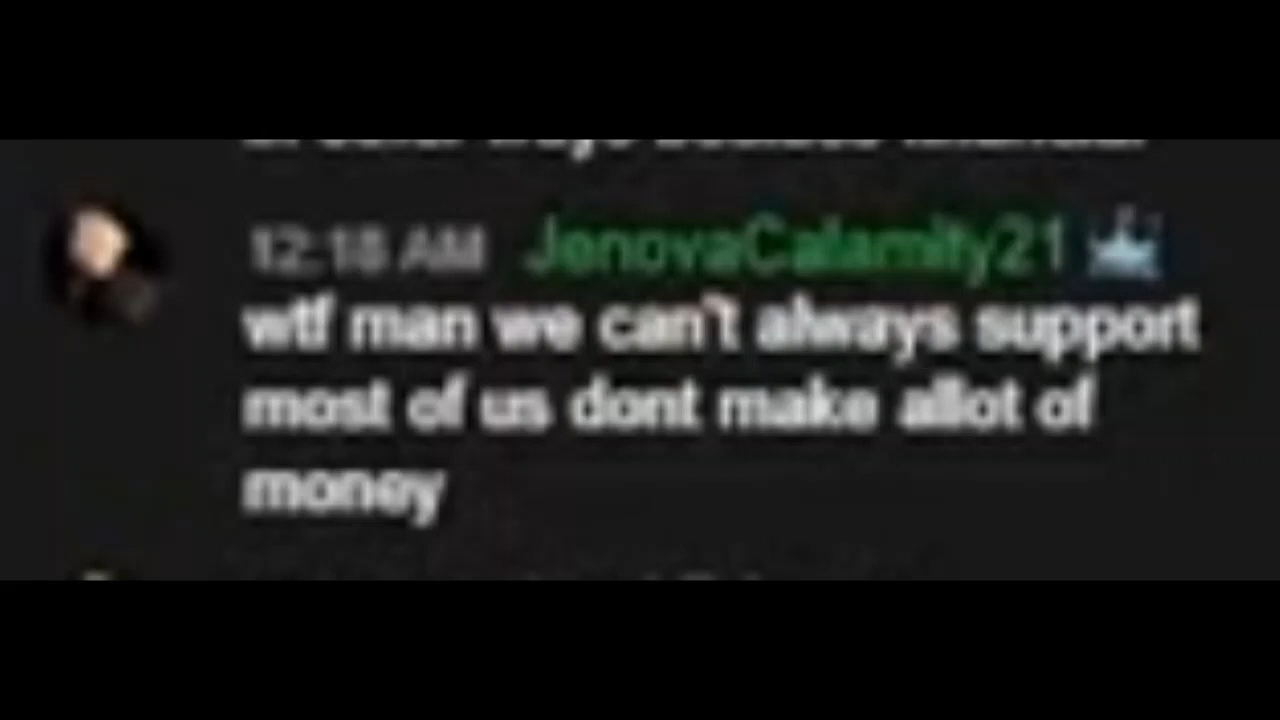 12:18 AM JenovaCalamity21
wtf man we can't always support
most of us dont make allot of
money